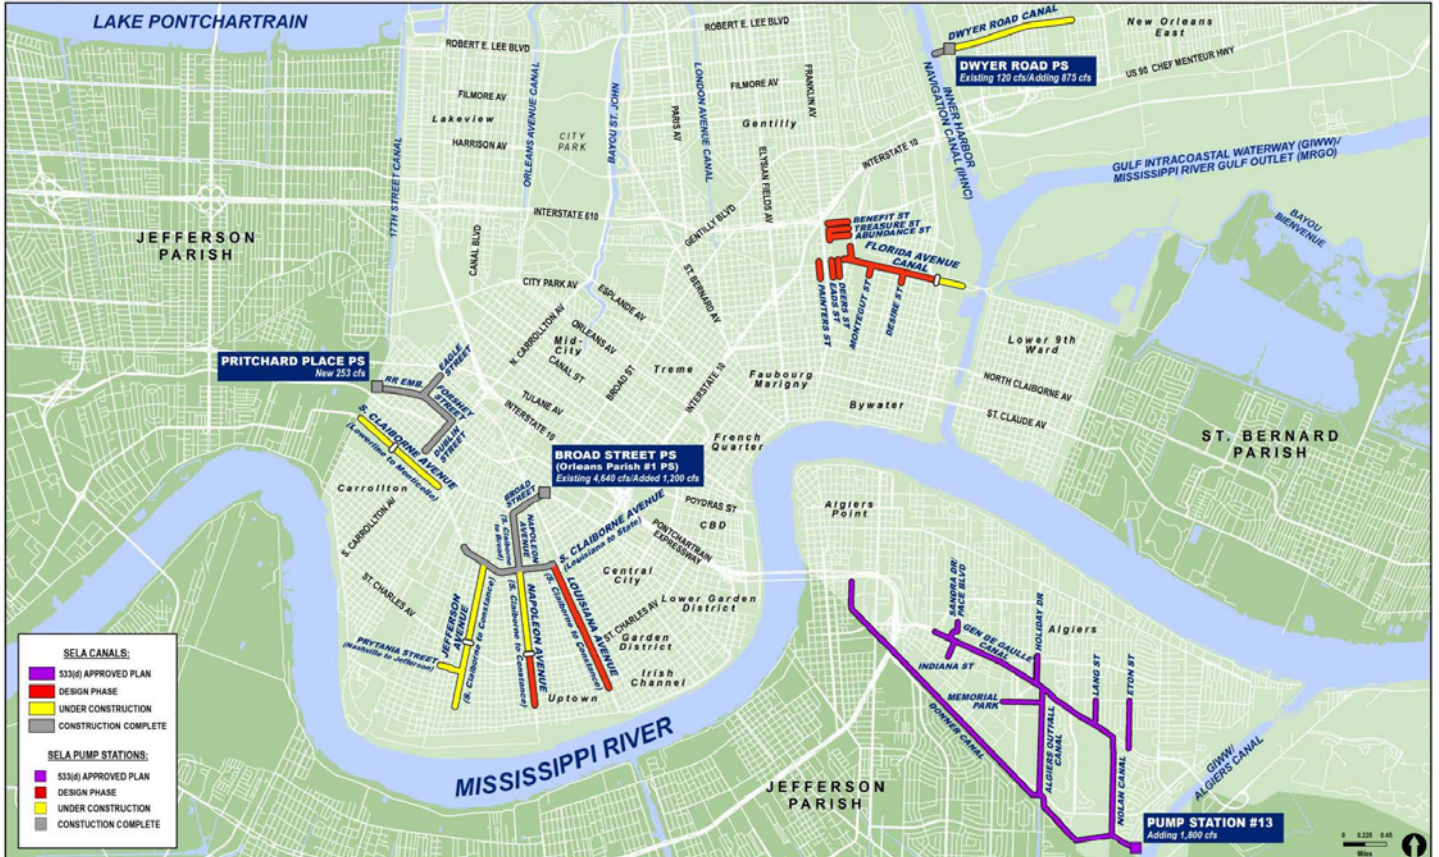 LAKE PONTCHARTRAIN
ROBERT E. LEE BLVD
ROBERT E. LEE BLVD
DWYER ROAD CANAL
New Orleans
East
DWYER ROAD PS
Existing 120 cfs/Adding 875 cfs
US 90 CHEF MENTEUR HWY
FILMORE AV
FILMORE AV
Lakeview
HARRISON AV
CITY
PARK
ORLEANS AVENUE CANAL
BAYOU ST. JOHN
PARIS AV
LONDON AVENUE CANAL
Gentilly
FRANKLIN AV
ELYSIAN FIELDS AV
INTERSTATE 10
INNER HARBOR
NAVIGATION CANAL (IHNC)
GULF INTRACOASTAL WATERWAY (GIWW)/
MISSISSIPPI RIVER GULF OUTLET (MRGO)
BAYOU
BIENVENUE
17TH STREET CANAL
JEFFERSON
PARISH
CANAL BLVD
INTERSTATE 610
GENTILLY BLVD
BENEFIT ST
TREASURE ST
ABUNDANCE ST
FLORIDA AVENUE
CANAL
PAINTERS ST
EADS ST
DEERS ST
MONTEGUT ST
DESIRE ST
CITY PARK AV
ESPLANDE AV
ST. BERNARD AV
N. CARROLLTON AV
ORLEANS AV
Mid-
City
CANAL ST
BROAD ST
Treme
INTERSTATE 10
Faubourg
Marigny
Bywater
Lower 9th
Ward
NORTH CLAIBORNE AV
ST. CLAUDE AV
ST. BERNARD
PARISH
PRITCHARD PLACE PS
New 253 cfs
RR EMB.
EAGLE
STREET
FORSHEY
STREET
DUBLIN
STREET
TULANE AV
INTERSTATE 10
S. CLAIBORNE AVENUE
(Lowerline to Monticello)
Carrollton
S. CARROLLTON AV
French
Quarter
BROAD STREET PS
(Orleans Parish #1 PS)
Existing 4,640 cfs/Added 1,200 cfs
BROAD
STREET
NAPOLEON
AVENUE
(S. Claiborne
to Broad)
S. CLAIBORNE AVENUE
(Louisiana to State)
POYDRAS ST
CBD
PONTCHARTRAIN
EXPRESSWAY
Algiers
Point
Central
City
Lower Garden
District
ST. CHARLES AV
ST. CHARLES AV
Garden
District
Irish
Channel
Uptown
JEFFERSON
AVENUE
(S. Claiborne to Constance)
PRYTANIA STREET
(Nashville to Jefferson)
NAPOLEON AVENUE
(S. Claiborne to Constance)
LOUISIANA AVENUE
(S. Claiborne to Constance)
MISSISSIPPI RIVER
SANDRA DR/
PACE BLVD
GEN DE GAULLE
CANAL
HOLIDAY DR
Algiers
INDIANA ST
MEMORIAL
PARK
LANG ST
ETON ST
DONNER CANAL
ALGIERS OUTFALL
CANAL
NOLAN CANAL
GIWW/
ALGIERS CANAL
JEFFERSON
PARISH
PUMP STATION #13
Adding 1,800 cfs
SELA CANALS:
533(d) APPROVED PLAN
DESIGN PHASE
UNDER CONSTRUCTION
CONSTRUCTION COMPLETE
SELA PUMP STATIONS:
533(d) APPROVED PLAN
DESIGN PHASE
UNDER CONSTRUCTION
CONSTUCTION COMPLETE
0 0.225 0.45
Miles